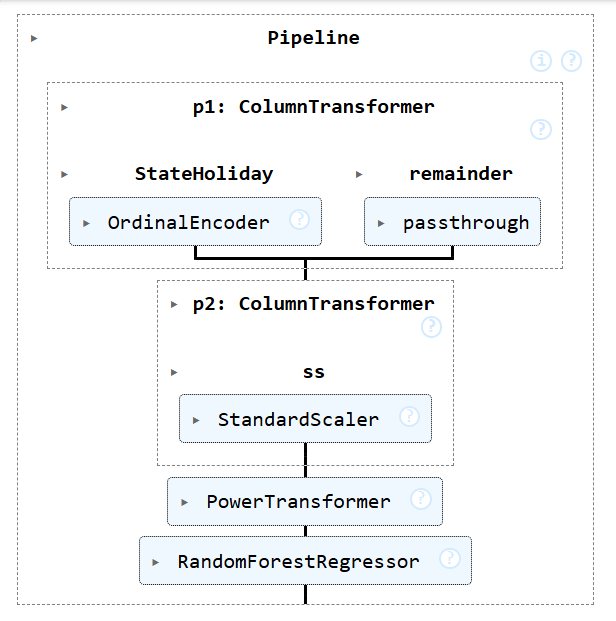 Pipeline
i ?
p1: ColumnTransformer
?
StateHoliday remainder
OrdinalEncoder ? passthrough
p2: ColumnTransformer
?
ss
StandardScaler ?
PowerTransformer ?
RandomForestRegressor ?